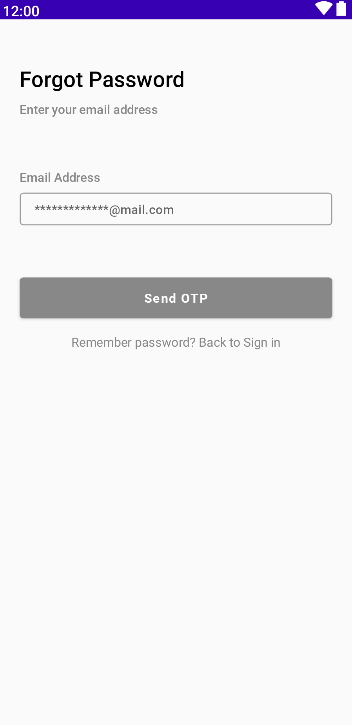 12:00
Forgot Password
Enter your email address
Email Address
*************@mail.com
Send OTP
Remember password? Back to Sign in